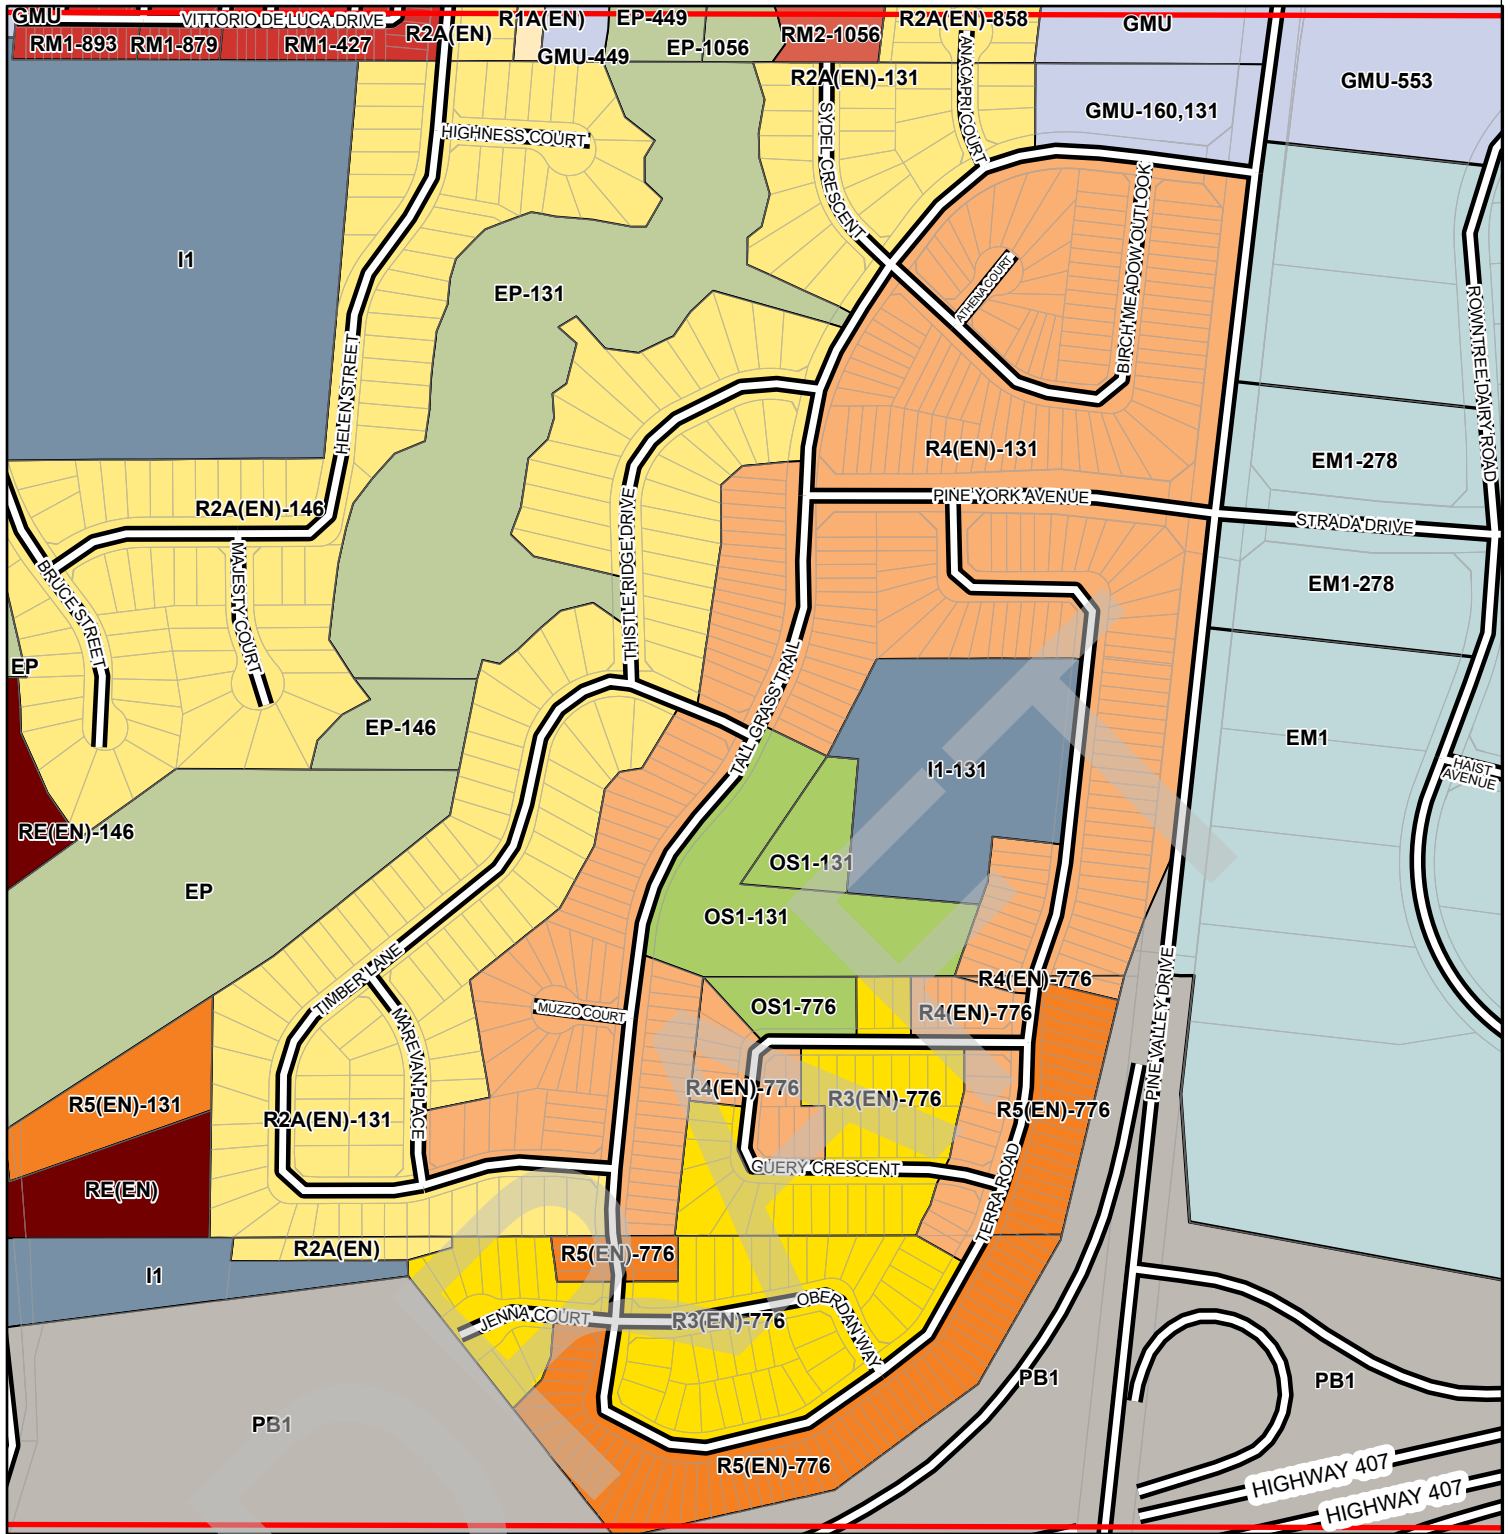 GMU
VITTORIO DE LUCA DRIVE
R1A(EN)
EP-449
R2A(EN)-858
GMU
RM1-893
RM1-879
RM1-427
R2A(EN)
GMU-449
EP-1056
RM2-1056
ANACAPRI COURT
R2A(EN)-131
GMU-553
GMU-160,131
HIGHNESS COURT
SYDEL CRESCENT
BIRCH MEADOW OUTLOOK
I1
EP-131
ATHENA COURT
ROWNTREE DAIRY ROAD
HELEN STREET
R4(EN)-131
EM1-278
R2A(EN)-146
PINE YORK AVENUE
STRADA DRIVE
THISTLE RIDGE DRIVE
MAJESTY COURT
BRUCE STREET
EM1-278
EP
TALL GRASS TRAIL
EP-146
EM1
I1-131
HAIST
AVENUE
RE(EN)-146
OS1-131
EP
OS1-131
TIMBER LANE
R4(EN)-776
PINE VALLEY DRIVE
OS1-776
R4(EN)-776
MUZZO COURT
MAREVAN PLACE
R4(EN)-776
R3(EN)-776
R5(EN)-131
R5(EN)-776
R2A(EN)-131
GUERY CRESCENT
RE(EN)
TERRA ROAD
R2A(EN)
R5(EN)-776
I1
JENNA COURT
R3(EN)-776
OBERDAN WAY
PB1
PB1
PB1
R5(EN)-776
HIGHWAY 407
HIGHWAY 407
DRAFT